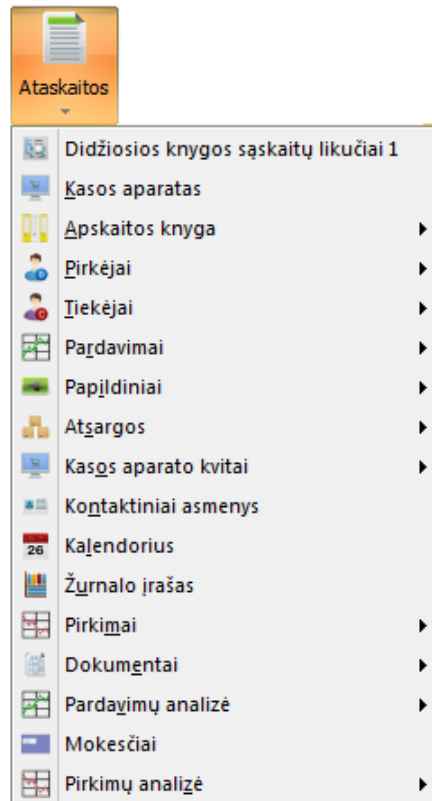 Ataskaitos
Didžiosios knygos sąskaitų likučiai 1
Kasos aparatas
Apskaitos knyga
Pirkėjai
Tiekėjai
Pardavimai
Papildiniai
Atsargos
Kasos aparato kvitai
Kontaktiniai asmenys
26
Kalendorius
Žurnalo įrašas
Pirkimai
Dokumentai
Pardavimų analizė
Mokesčiai
Pirkimų analizė